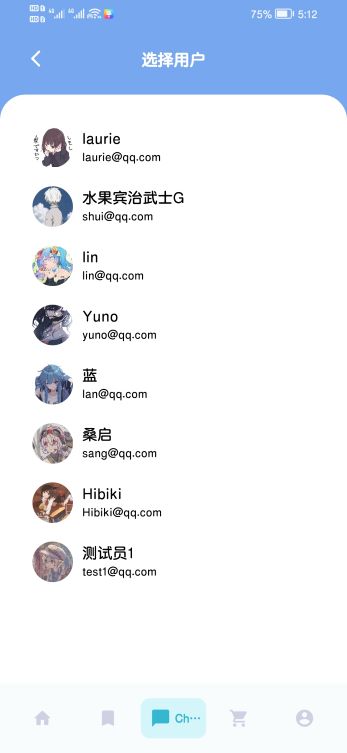 75% 5:12
选择用户
laurie
laurie@qq.com
水果宾治武士G
shui@qq.com
lin
lin@qq.com
Yuno
yuno@qq.com
蓝
lan@qq.com
桑启
sang@qq.com
Hibiki
Hibiki@qq.com
测试员1
test1@qq.com
Ch…